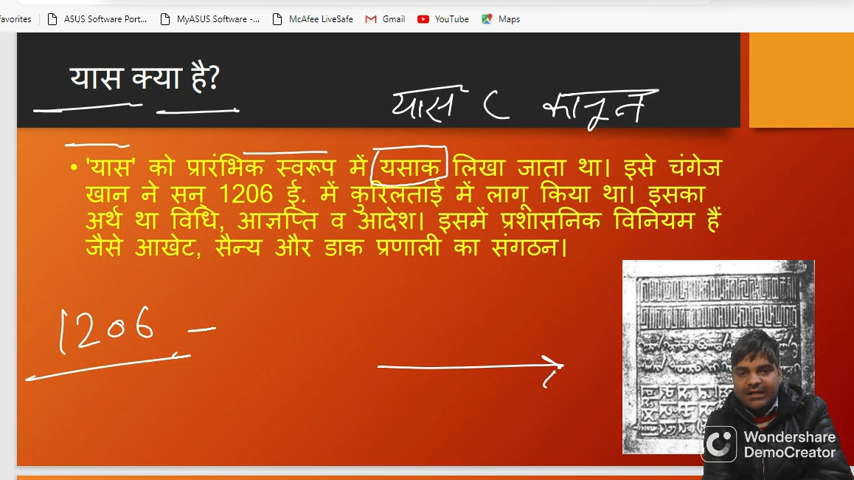 avorites ASUS Software Port... MyASUS Software -... McAfee LiveSafe Gmail YouTube Maps
यास क्या है?
यास ( कानून
• 'यास' को प्रारंभिक स्वरूप में यसाक लिखा जाता था। इसे चंगेज
खान ने सन् 1206 ई. में कुरिलताई में लागू किया था। इसका
अर्थ था विधि, आज्ञप्ति व आदेश। इसमें प्रशासनिक विनियम हैं
जैसे आखेट, सैन्य और डाक प्रणाली का संगठन।
1206 –
Wondershare
DemoCreator